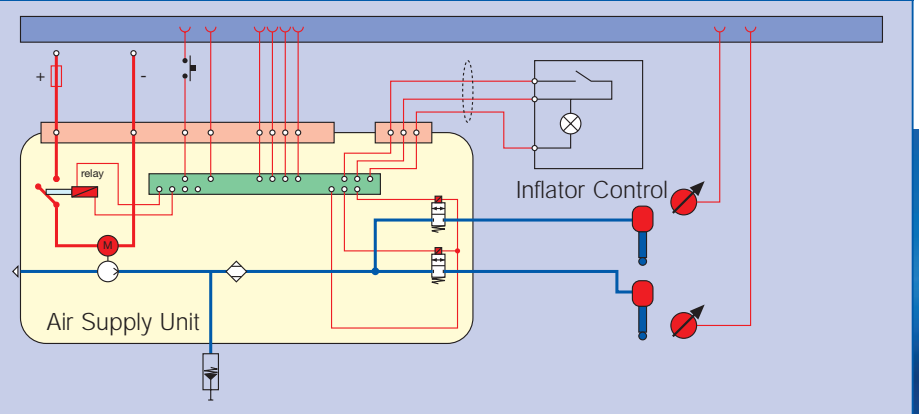 +
-
relay
Inflator Control
M
Air Supply Unit